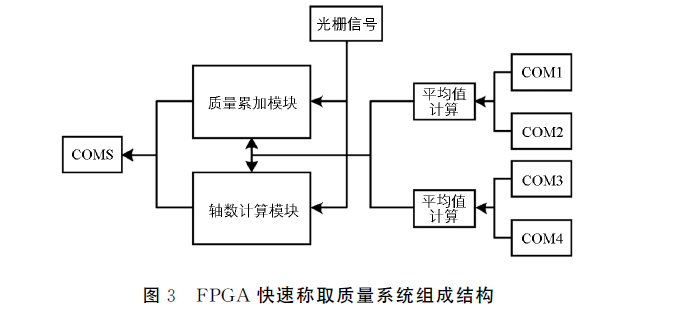 光栅信号
质量累加模块
平均值
计算
COM1
COM2
COMS
轴数计算模块
平均值
计算
COM3
COM4
图 3 FPGA 快速称取质量系统组成结构